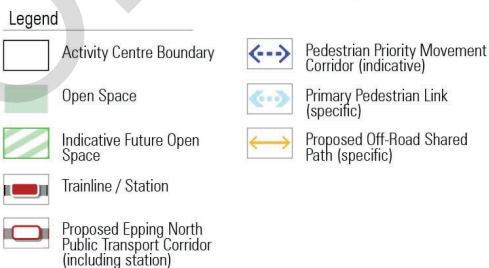 Legend
Activity Centre Boundary
Open Space
Indicative Future Open
Space
Trainline / Station
Proposed Epping North
Public Transport Corridor
(including station)
Pedestrian Priority Movement
Corridor (indicative)
Primary Pedestrian Link
(specific)
Proposed Off-Road Shared
Path (specific)